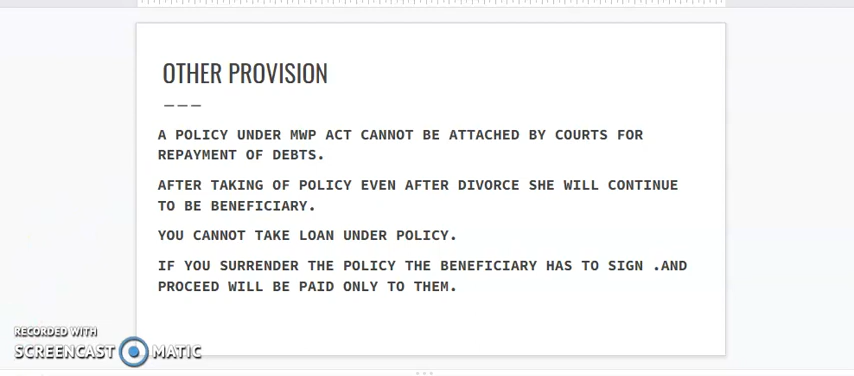 OTHER PROVISION
A POLICY UNDER MWP ACT CANNOT BE ATTACHED BY COURTS FOR
REPAYMENT OF DEBTS.
AFTER TAKING OF POLICY EVEN AFTER DIVORCE SHE WILL CONTINUE
TO BE BENEFICIARY.
YOU CANNOT TAKE LOAN UNDER POLICY.
IF YOU SURRENDER THE POLICY THE BENEFICIARY HAS TO SIGN .AND
PROCEED WILL BE PAID ONLY TO THEM.
RECORDED WITH
SCREENCAST MATIC